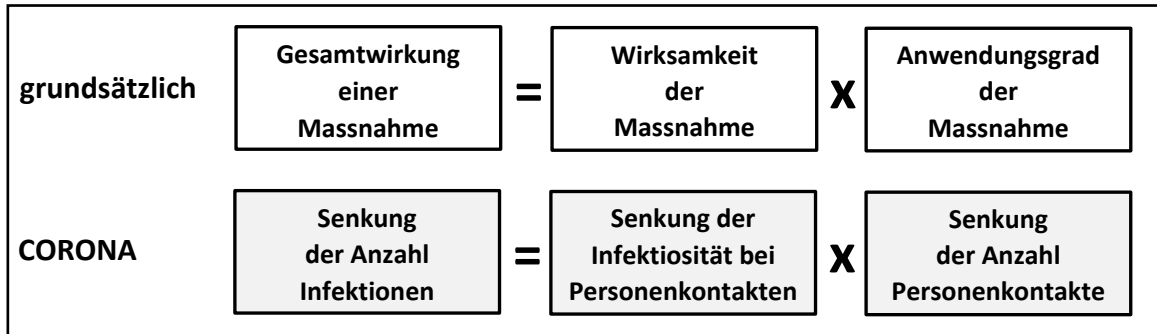 grundsätzlich
Gesamtwirkung
einer
Massnahme
=
Wirksamkeit
der
Massnahme
x
Anwendungsgrad
der
Massnahme
CORONA
Senkung
der Anzahl
Infektionen
=
Senkung der
Infektiosität bei
Personenkontakten
x
Senkung
der Anzahl
Personenkontakte